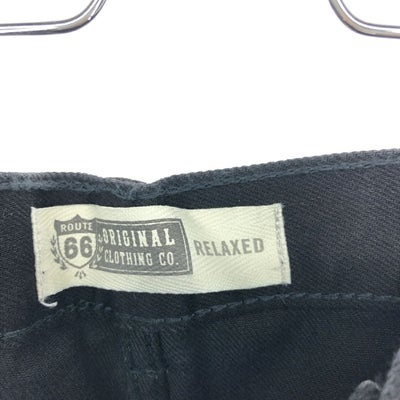 ROUTE
66
ORIGINAL
CLOTHING CO.
RELAXED